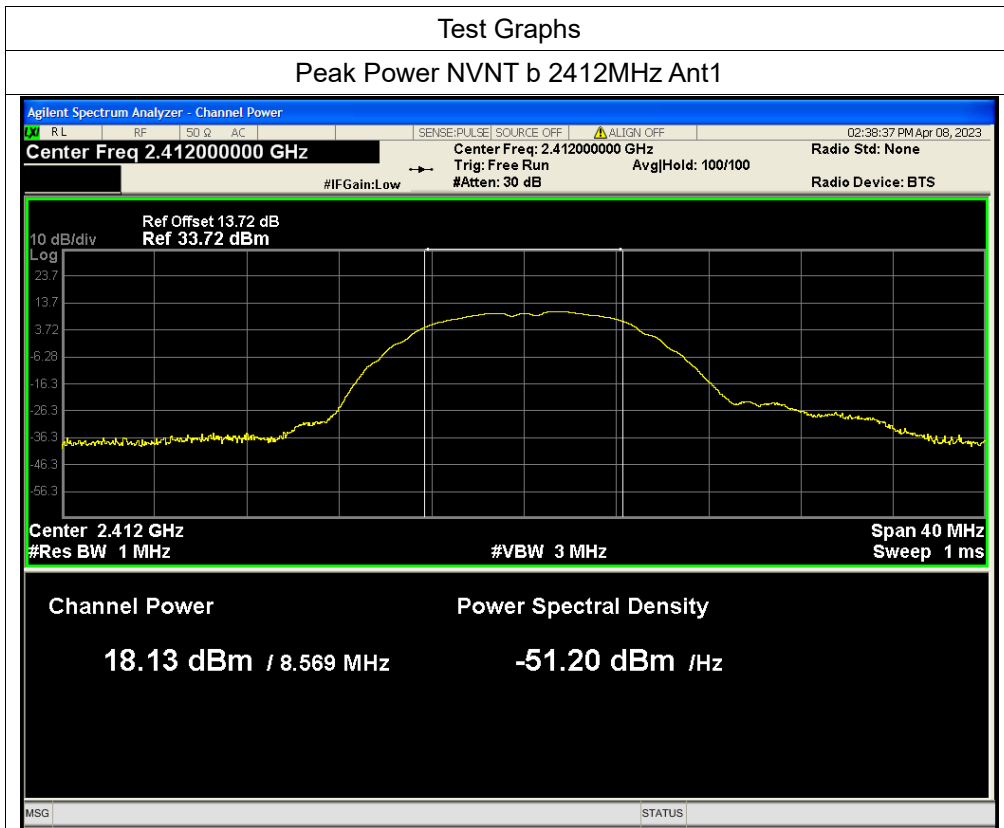 Test Graphs
Peak Power NVNT b 2412MHz Ant1
Agilent Spectrum Analyzer - Channel Power
LXI RL RF 50 Ω AC SENSE:PULSE SOURCE OFF ALIGN OFF 02:38:37 PM Apr 08, 2023
Center Freq 2.412000000 GHz Center Freq: 2.412000000 GHz Radio Std: None
Trig: Free Run Avg|Hold: 100/100
#IFGain:Low #Atten: 30 dB Radio Device: BTS
Ref Offset 13.72 dB
10 dB/div Ref 33.72 dBm
Log
23.7
13.7
3.72
-6.28
-16.3
-26.3
-36.3
-46.3
-56.3
Center 2.412 GHz Span 40 MHz
#Res BW 1 MHz #VBW 3 MHz Sweep 1 ms
Channel Power Power Spectral Density
18.13 dBm / 8.569 MHz -51.20 dBm /Hz
MSG STATUS